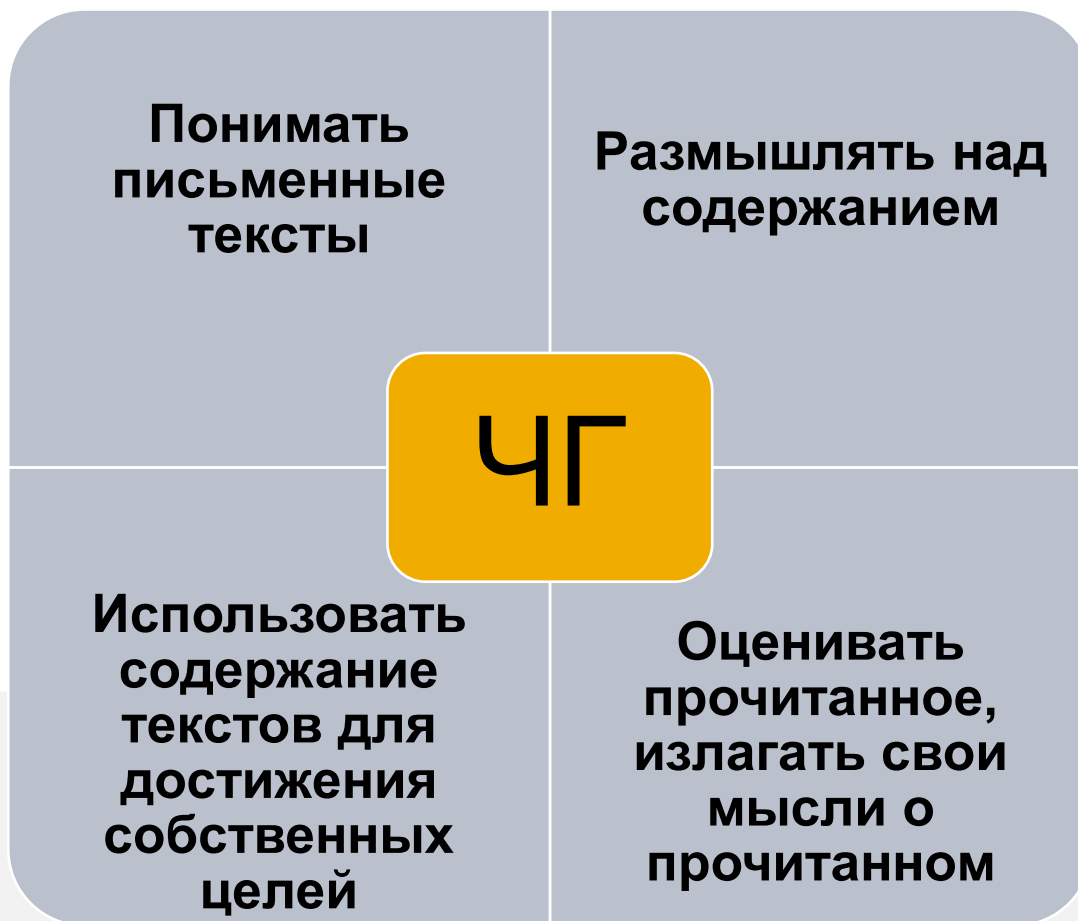 Понимать
письменные
тексты
Размышлять над
содержанием
ЧГ
Использовать
содержание
текстов для
достижения
собственных
целей
Оценивать
прочитанное,
излагать свои
мысли о
прочитанном